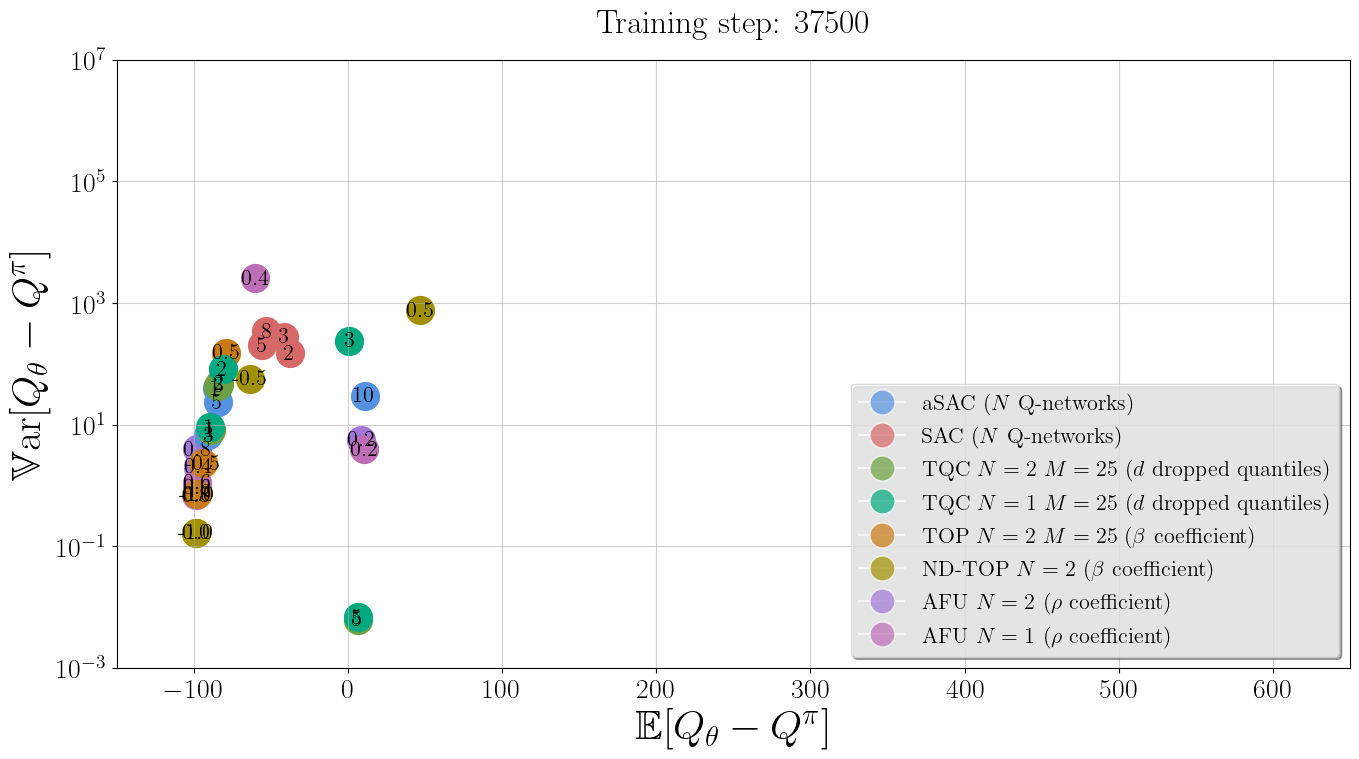 Training step: 37500
10^7
10^5
10^3
10^1
10^{-1}
10^{-3}
𝕍ar[Q_θ − Q^π]
0.4
0.5
8
3
5
2
3
0.5
2
-0.5
10
5
0.2
0.2
8
0.4
5
−100
0
100
200
300
400
500
600
𝔼[Q_θ − Q^π]
aSAC (N Q-networks)
SAC (N Q-networks)
TQC N = 2 M = 25 (d dropped quantiles)
TQC N = 1 M = 25 (d dropped quantiles)
TOP N = 2 M = 25 (β coefficient)
ND-TOP N = 2 (β coefficient)
AFU N = 2 (ρ coefficient)
AFU N = 1 (ρ coefficient)